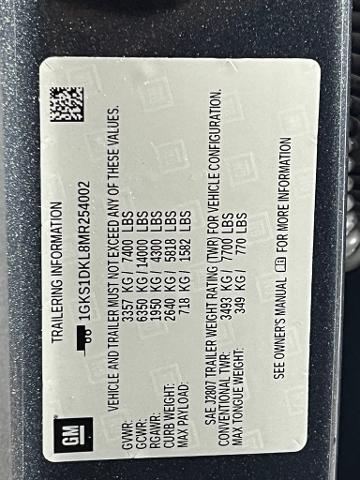 GM
TRAILERING INFORMATION
1GKS1DKL8MR254002
VEHICLE AND TRAILER MUST NOT EXCEED ANY OF THESE VALUES.
GVWR: 3357 KG / 7400 LBS
GCWR: 6350 KG / 14000 LBS
RGAWR: 1950 KG / 4300 LBS
CURB WEIGHT: 2640 KG / 5818 LBS
MAX PAYLOAD: 718 KG / 1582 LBS
SAE J2807 TRAILER WEIGHT RATING (TWR) FOR VEHICLE CONFIGURATION.
CONVENTIONAL TWR: 3493 KG / 7700 LBS
MAX TONGUE WEIGHT: 349 KG / 770 LBS
SEE OWNER'S MANUAL FOR MORE INFORMATION